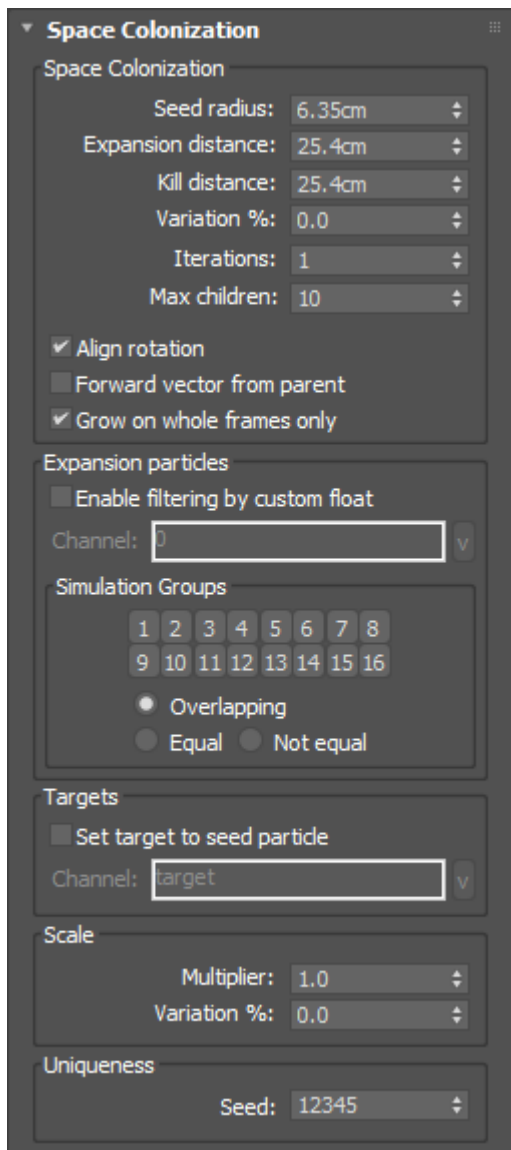 Space Colonization
Space Colonization
Seed radius: 6.35cm
Expansion distance: 25.4cm
Kill distance: 25.4cm
Variation %: 0.0
Iterations: 1
Max children: 10
Align rotation
Forward vector from parent
Grow on whole frames only
Expansion particles
Enable filtering by custom float
Channel: 0 v
Simulation Groups
1 2 3 4 5 6 7 8
9 10 11 12 13 14 15 16
Overlapping
Equal Not equal
Targets
Set target to seed particle
Channel: target v
Scale
Multiplier: 1.0
Variation %: 0.0
Uniqueness
Seed: 12345